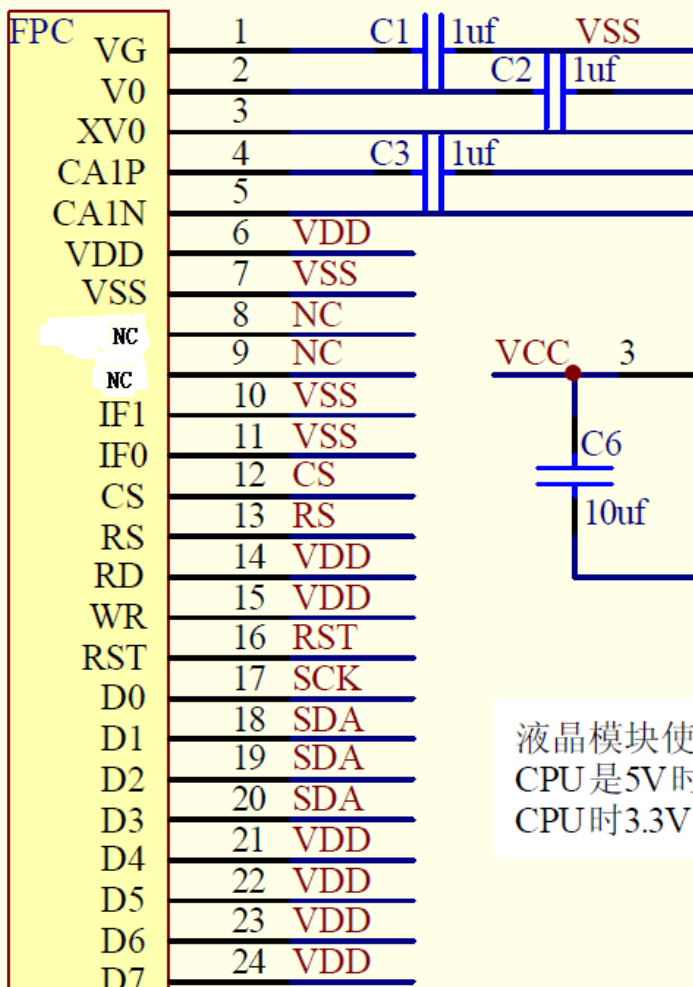 FPC VG 1 C1 1uf VSS
V0 2 C2 1uf
XV0 3
CA1P 4 C3 1uf
CA1N 5
VDD 6 VDD
VSS 7 VSS
NC 8 NC
NC 9 NC VCC 3
IF1 10 VSS
IF0 11 VSS C6
CS 12 CS
RS 13 RS 10uf
RD 14 VDD
WR 15 VDD
RST 16 RST
D0 17 SCK
D1 18 SDA
D2 19 SDA
D3 20 SDA
D4 21 VDD
D5 22 VDD
D6 23 VDD
D7 24 VDD
液晶模块使
CPU是5V时
CPU时3.3V